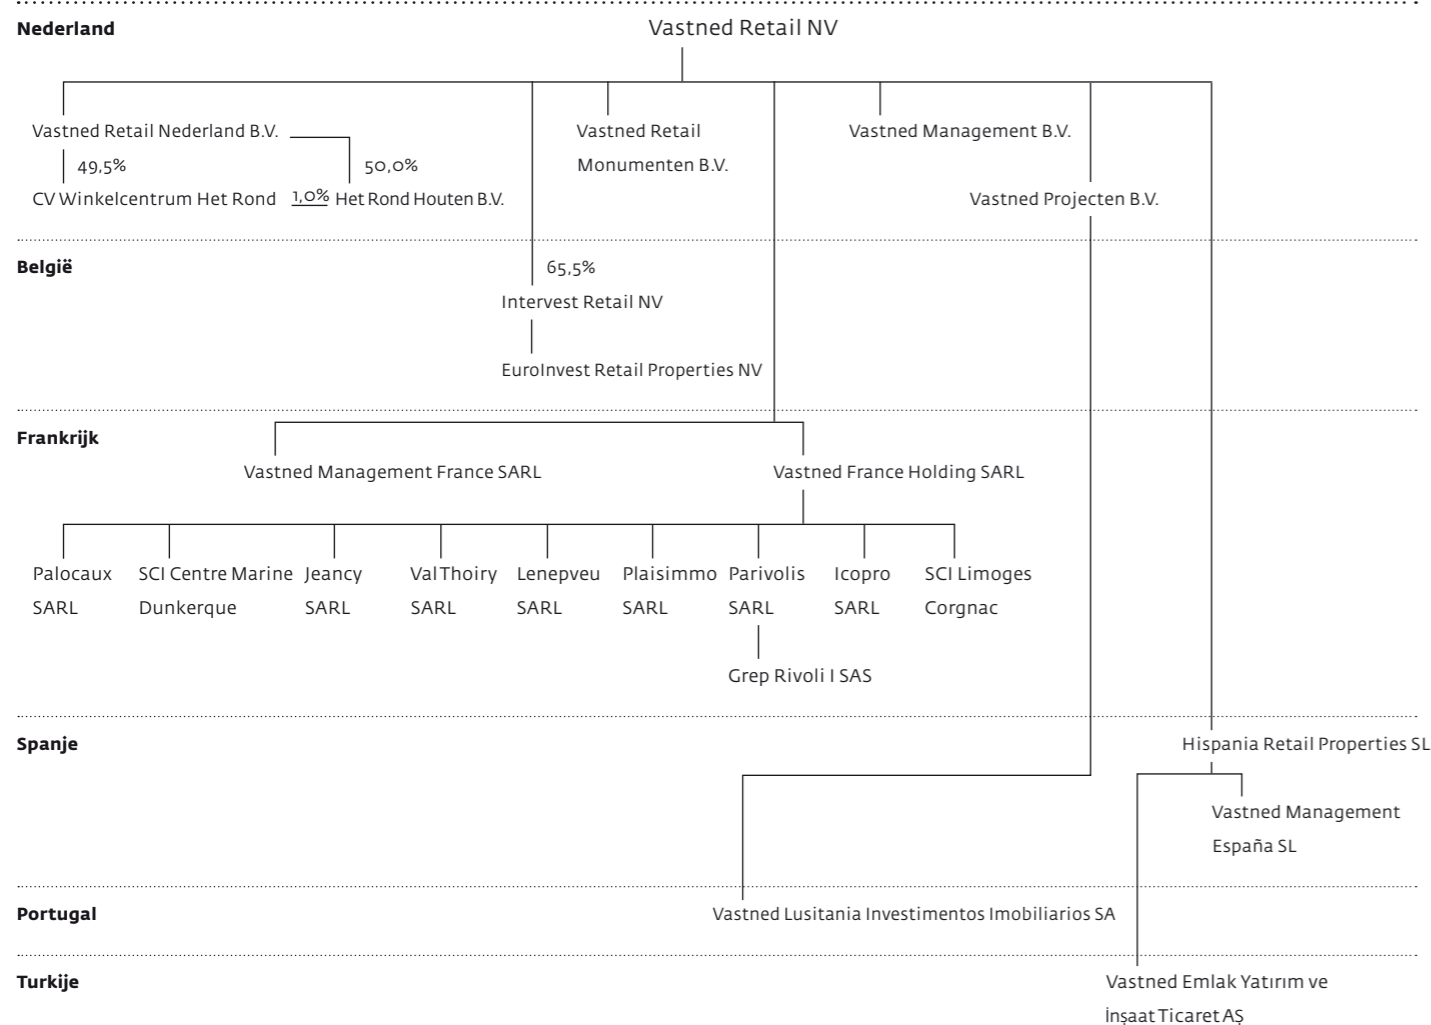 Nederland
Vastned Retail NV
Vastned Retail Nederland B.V.
Vastned Retail
Monumenten B.V.
Vastned Management B.V.
49,5%
50,0%
CV Winkelcentrum Het Rond
1,0%
Het Rond Houten B.V.
Vastned Projecten B.V.
België
65,5%
Intervest Retail NV
EuroInvest Retail Properties NV
Frankrijk
Vastned Management France SARL
Vastned France Holding SARL
Palocaux
SARL
SCI Centre Marine
Dunkerque
Jeancy
SARL
Val Thoiry
SARL
Lenepveu
SARL
Plaisimmo
SARL
Parivolis
SARL
Icopro
SARL
SCI Limoges
Corgnac
Grep Rivoli I SAS
Spanje
Hispania Retail Properties SL
Vastned Management
España SL
Portugal
Vastned Lusitania Investimentos Imobiliarios SA
Turkije
Vastned Emlak Yatırım ve
İnşaat Ticaret AŞ